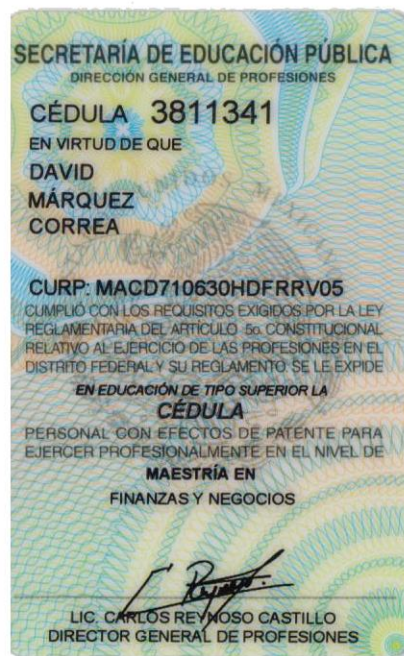 SECRETARÍA DE EDUCACIÓN PÚBLICA
DIRECCIÓN GENERAL DE PROFESIONES
CÉDULA 3811341
EN VIRTUD DE QUE
DAVID
MÁRQUEZ
CORREA
UNIDOS MEXICANOS
CURP: MACD710630HDFRRV05
CUMPLIÓ CON LOS REQUISITOS EXIGIDOS POR LA LEY
REGLAMENTARIA DEL ARTÍCULO 5o. CONSTITUCIONAL
RELATIVO AL EJERCICIO DE LAS PROFESIONES EN EL
DISTRITO FEDERAL Y SU REGLAMENTO SE LE EXPIDE
EN EDUCACIÓN DE TIPO SUPERIOR LA
CÉDULA
PERSONAL CON EFECTOS DE PATENTE PARA
EJERCER PROFESIONALMENTE EN EL NIVEL DE
MAESTRÍA EN
FINANZAS Y NEGOCIOS
LIC. CARLOS REYNOSO CASTILLO
DIRECTOR GENERAL DE PROFESIONES